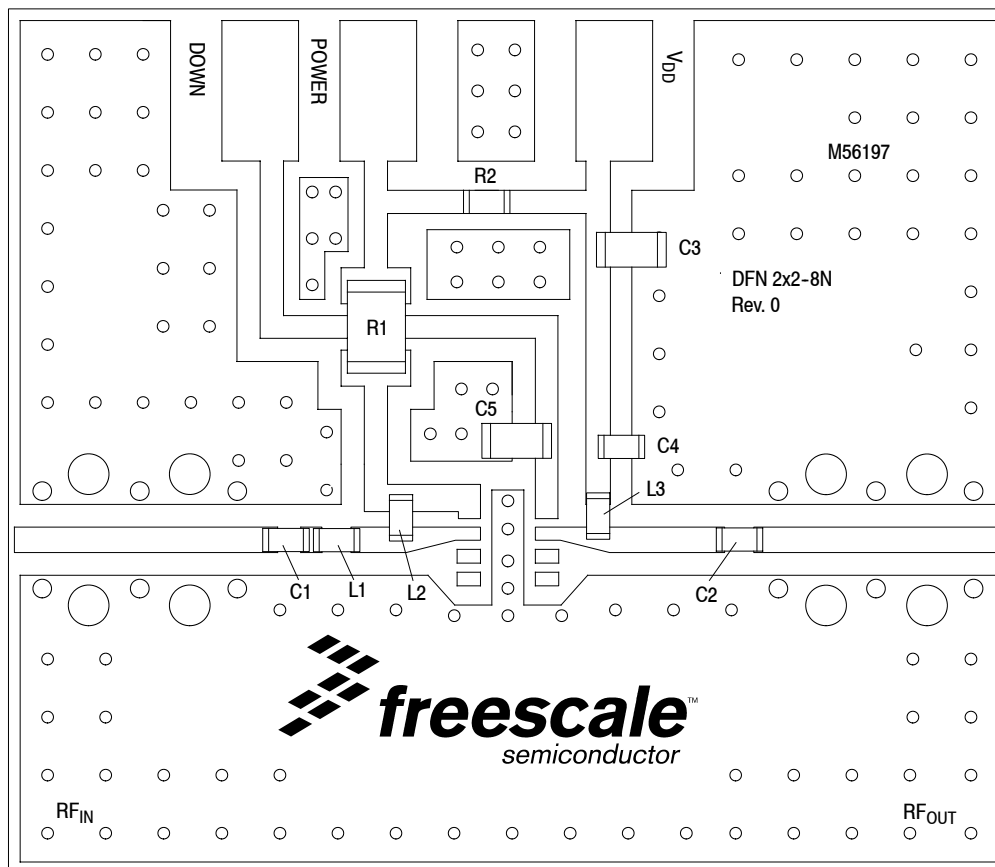 DOWN
POWER
VDD
R2
M56197
C3
DFN 2x2-8N
Rev. 0
R1
C5
C4
L3
C1
L1
L2
C2
freescale™
semiconductor
RFIN
RFOUT